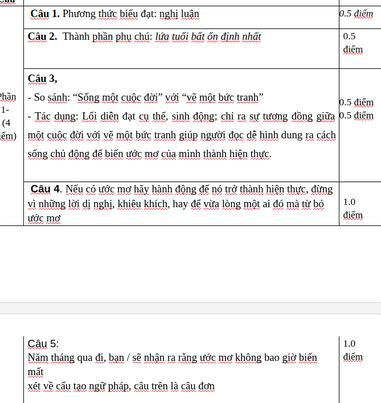 Câu 1. Phương thức biểu đạt: nghị luận
0.5 điểm
Câu 2. Thành phần phụ chú: lứa tuổi bất ổn định nhất
0.5
điểm
Phần
1-
(4
điểm)
Câu 3,
- So sánh: “Sống một cuộc đời” với “vẽ một bức tranh”
0.5 điểm
- Tác dụng: Lối diễn đạt cụ thể, sinh động; chỉ ra sự tương đồng giữa
0.5 điểm
một cuộc đời với vẽ một bức tranh giúp người đọc dễ hình dung ra cách
sống chủ động để biến ước mơ của mình thành hiện thực.
Câu 4. Nếu có ước mơ hãy hành động để nó trở thành hiện thực, đừng
vì những lời dị nghị, khiêu khích, hay để vừa lòng một ai đó mà từ bỏ
ước mơ
1.0
điểm
Câu 5:
Năm tháng qua đi, bạn / sẽ nhận ra rằng ước mơ không bao giờ biến
mất
xét về cấu tạo ngữ pháp, câu trên là câu đơn
1.0
điểm